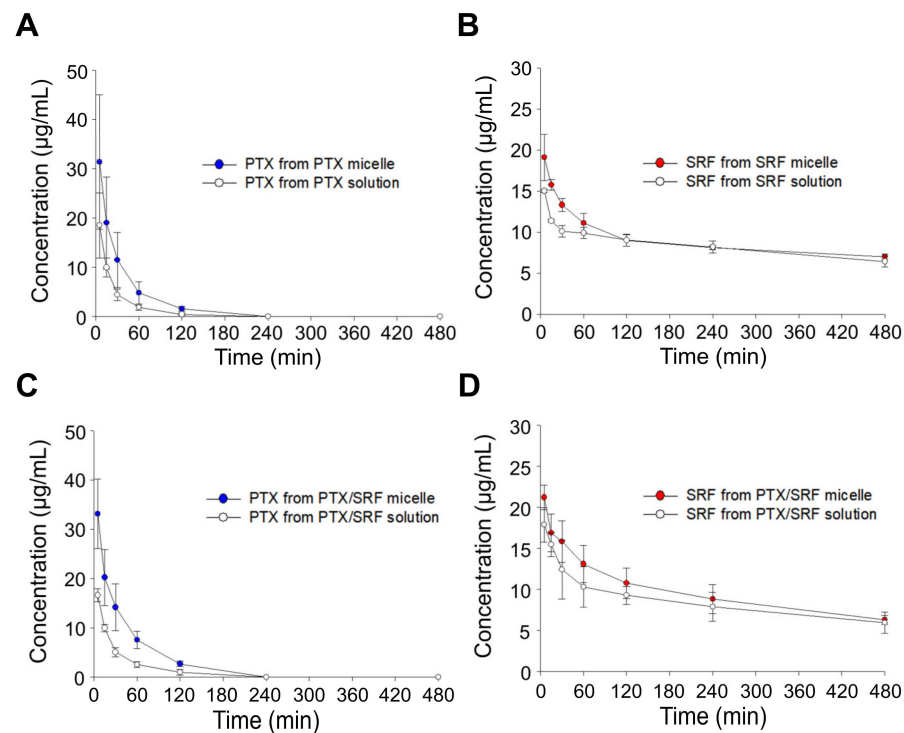 A
Concentration (µg/mL)
50
40
30
20
10
0
PTX from PTX micelle
PTX from PTX solution
0 60 120 180 240 300 360 420 480
Time (min)
B
Concentration (µg/mL)
30
25
20
15
10
5
0
SRF from SRF micelle
SRF from SRF solution
0 60 120 180 240 300 360 420 480
Time (min)
C
Concentration (µg/mL)
50
40
30
20
10
0
PTX from PTX/SRF micelle
PTX from PTX/SRF solution
0 60 120 180 240 300 360 420 480
Time (min)
D
Concentration (µg/mL)
30
25
20
15
10
5
0
SRF from PTX/SRF micelle
SRF from PTX/SRF solution
0 60 120 180 240 300 360 420 480
Time (min)